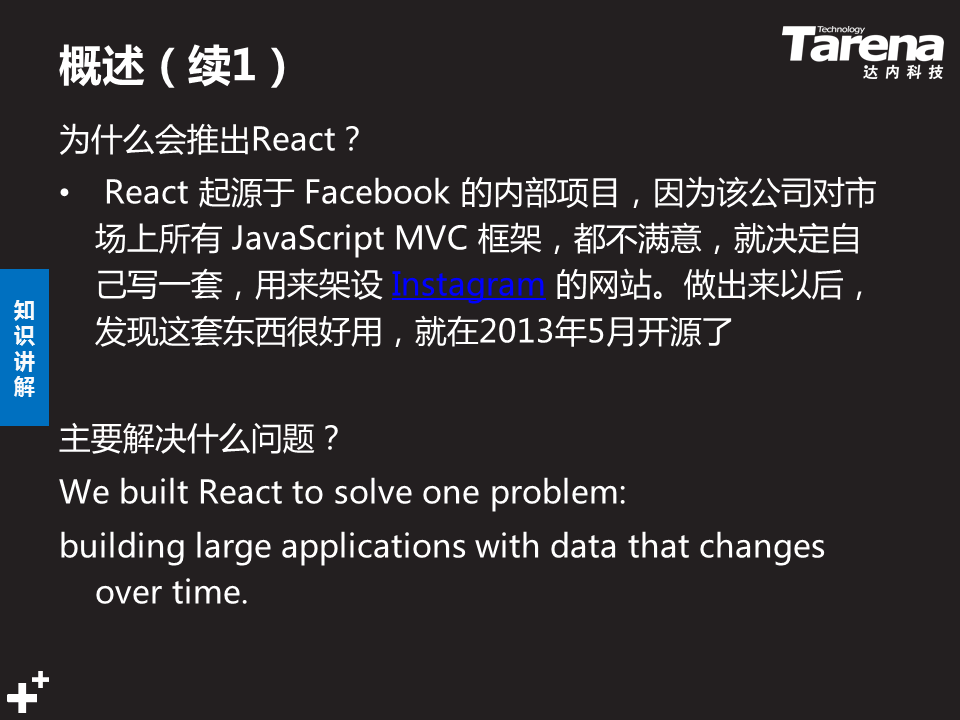 概述（续1）
Technology
Tarena
达内科技
为什么会推出React？
• React 起源于 Facebook 的内部项目，因为该公司对市
场上所有 JavaScript MVC 框架，都不满意，就决定自
己写一套，用来架设 Instagram 的网站。做出来以后，
发现这套东西很好用，就在2013年5月开源了
知
识
讲
解
主要解决什么问题？
We built React to solve one problem:
building large applications with data that changes
over time.